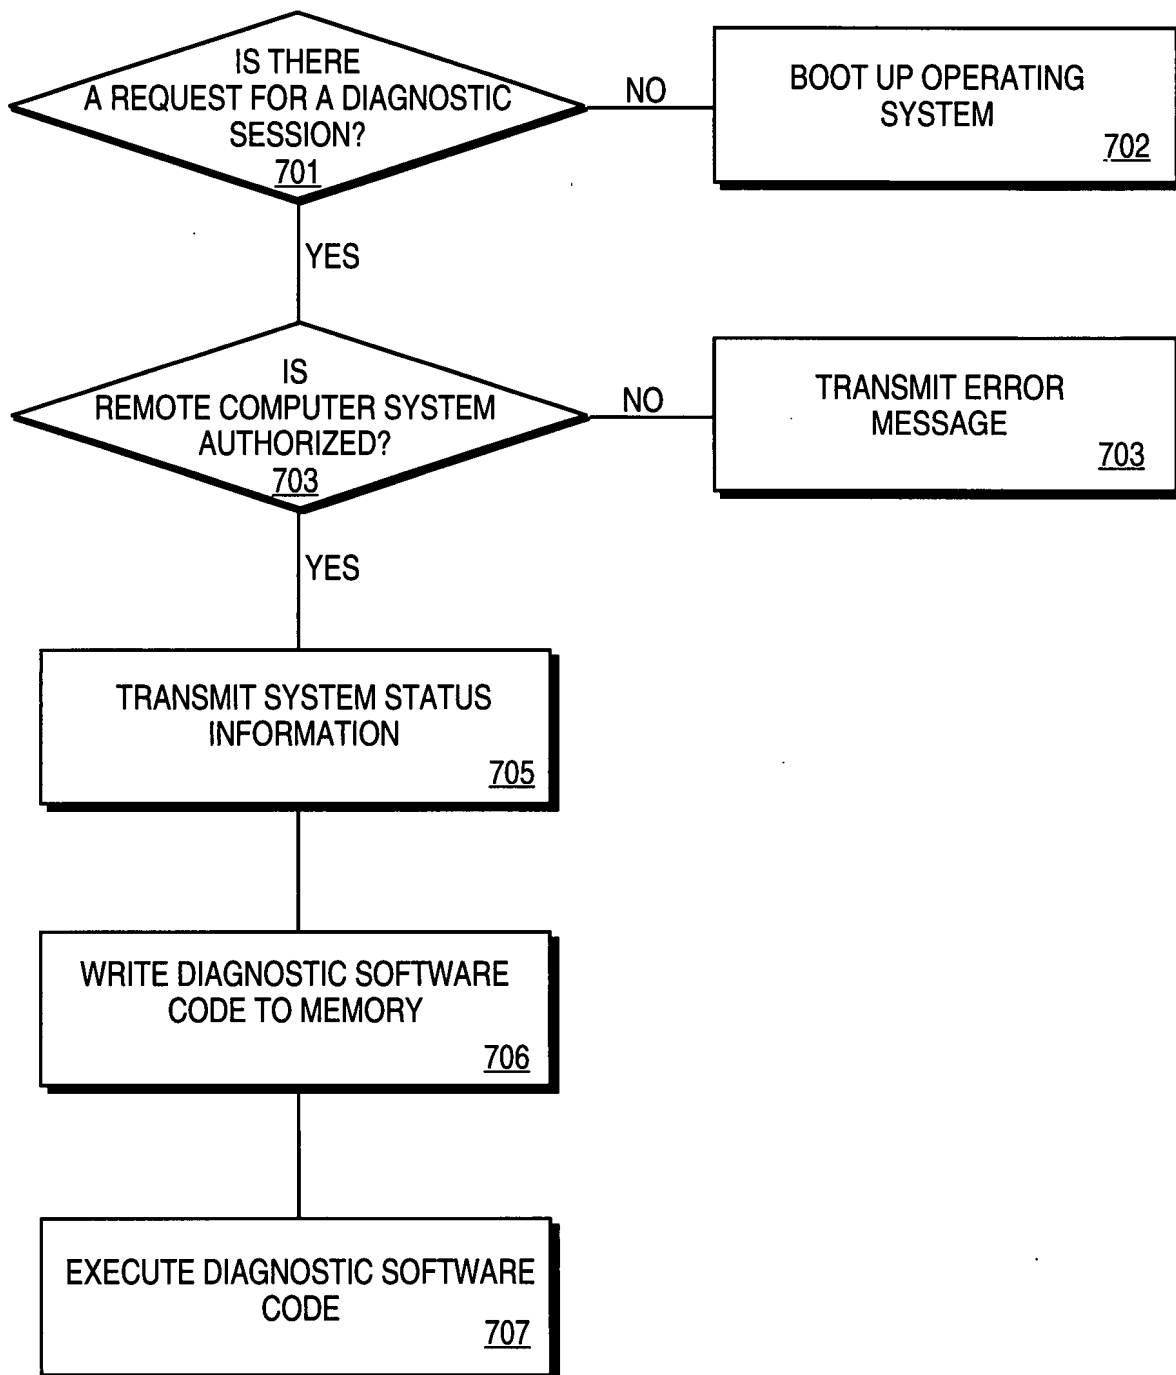 IS THERE
A REQUEST FOR A DIAGNOSTIC
SESSION?
701
NO
BOOT UP OPERATING
SYSTEM
702
YES
IS
REMOTE COMPUTER SYSTEM
AUTHORIZED?
703
NO
TRANSMIT ERROR
MESSAGE
703
YES
TRANSMIT SYSTEM STATUS
INFORMATION
705
WRITE DIAGNOSTIC SOFTWARE
CODE TO MEMORY
706
EXECUTE DIAGNOSTIC SOFTWARE
CODE
707